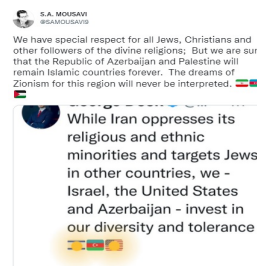 S.A. MOUSAVI
@SAMOUSAVI9
We have special respect for all Jews, Christians and
other followers of the divine religions; But we are sur
that the Republic of Azerbaijan and Palestine will
remain Islamic countries forever. The dreams of
Zionism for this region will never be interpreted.
While Iran oppresses its
religious and ethnic
minorities and targets Jews
in other countries, we -
Israel, the United States
and Azerbaijan - invest in
our diversity and tolerance